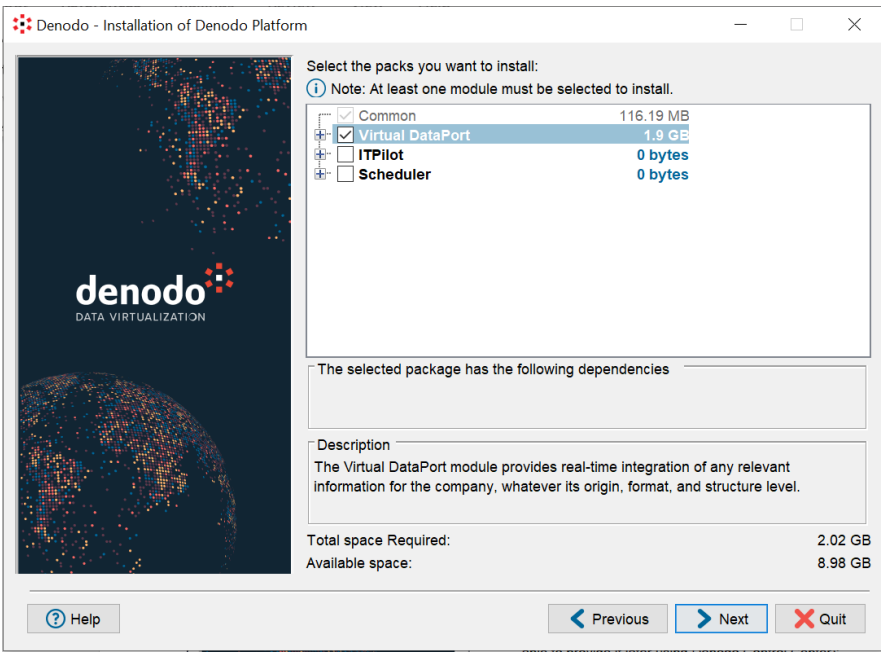 Denodo - Installation of Denodo Platform
Select the packs you want to install:
Note: At least one module must be selected to install.
Common 116.19 MB
Virtual DataPort 1.9 GB
ITPilot 0 bytes
Scheduler 0 bytes
denodo
DATA VIRTUALIZATION
The selected package has the following dependencies
Description
The Virtual DataPort module provides real-time integration of any relevant
information for the company, whatever its origin, format, and structure level.
Total space Required: 2.02 GB
Available space: 8.98 GB
Help Previous Next Quit